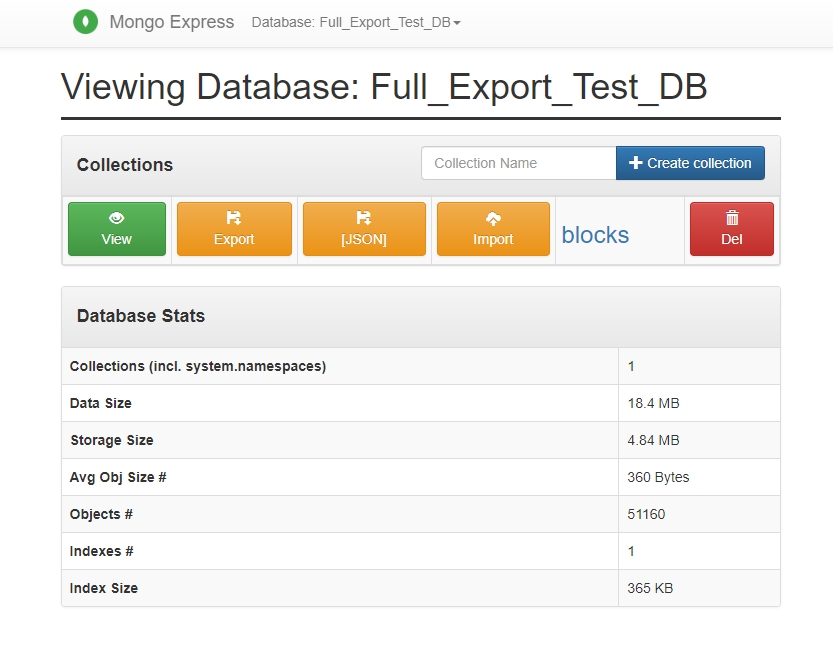 Mongo Express Database: Full_Export_Test_DB
Viewing Database: Full_Export_Test_DB
Collections
Collection Name
Create collection
View
Export
[JSON]
Import
blocks
Del
Database Stats
Collections (incl. system.namespaces) 1
Data Size 18.4 MB
Storage Size 4.84 MB
Avg Obj Size # 360 Bytes
Objects # 51160
Indexes # 1
Index Size 365 KB